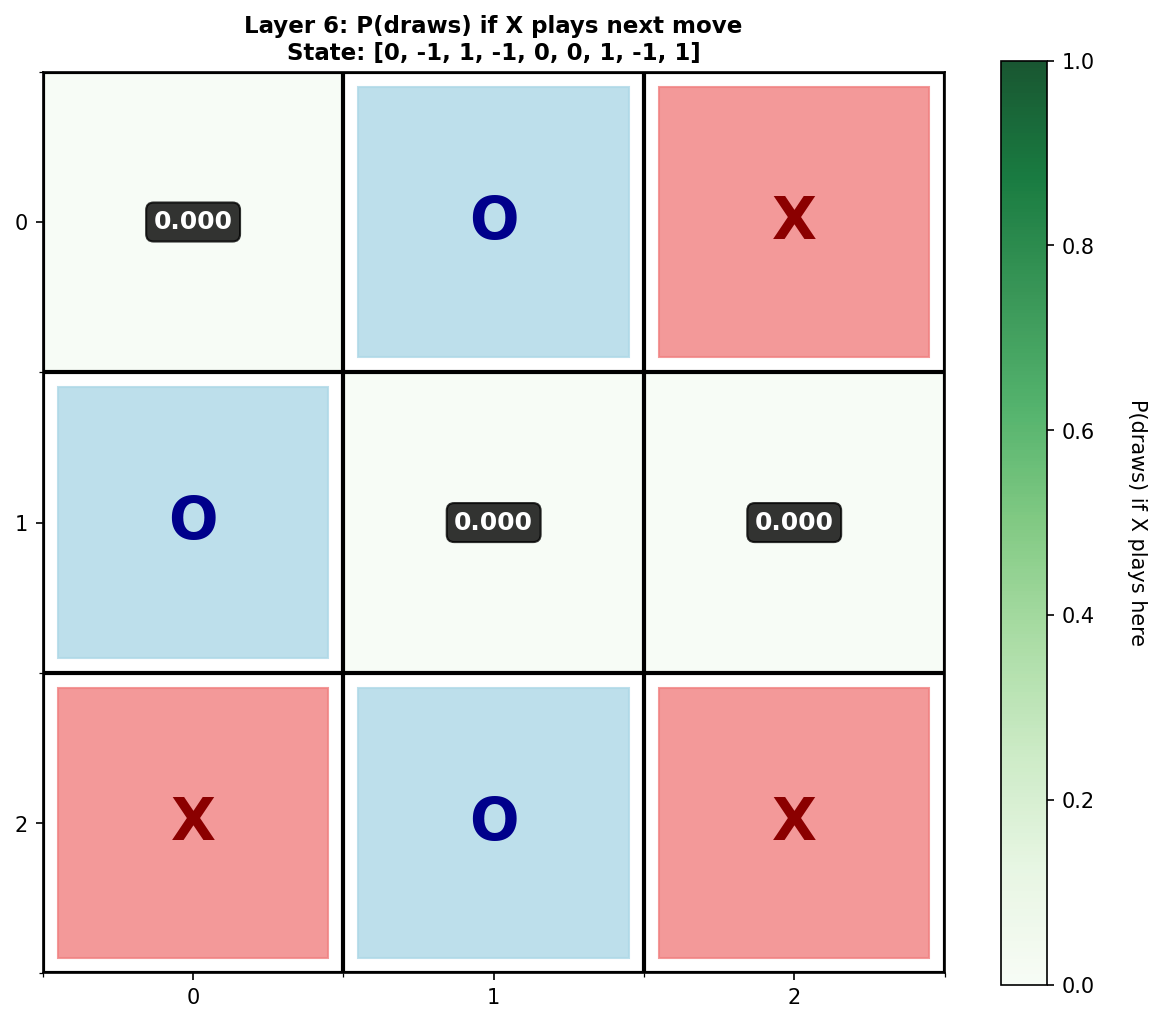 Layer 6: P(draws) if X plays next move
State: [0, -1, 1, -1, 0, 0, 1, -1, 1]
0
0.000
O
X
1
O
0.000
0.000
2
X
O
X
0
1
2
1.0
0.8
0.6
0.4
0.2
0.0
P(draws) if X plays here